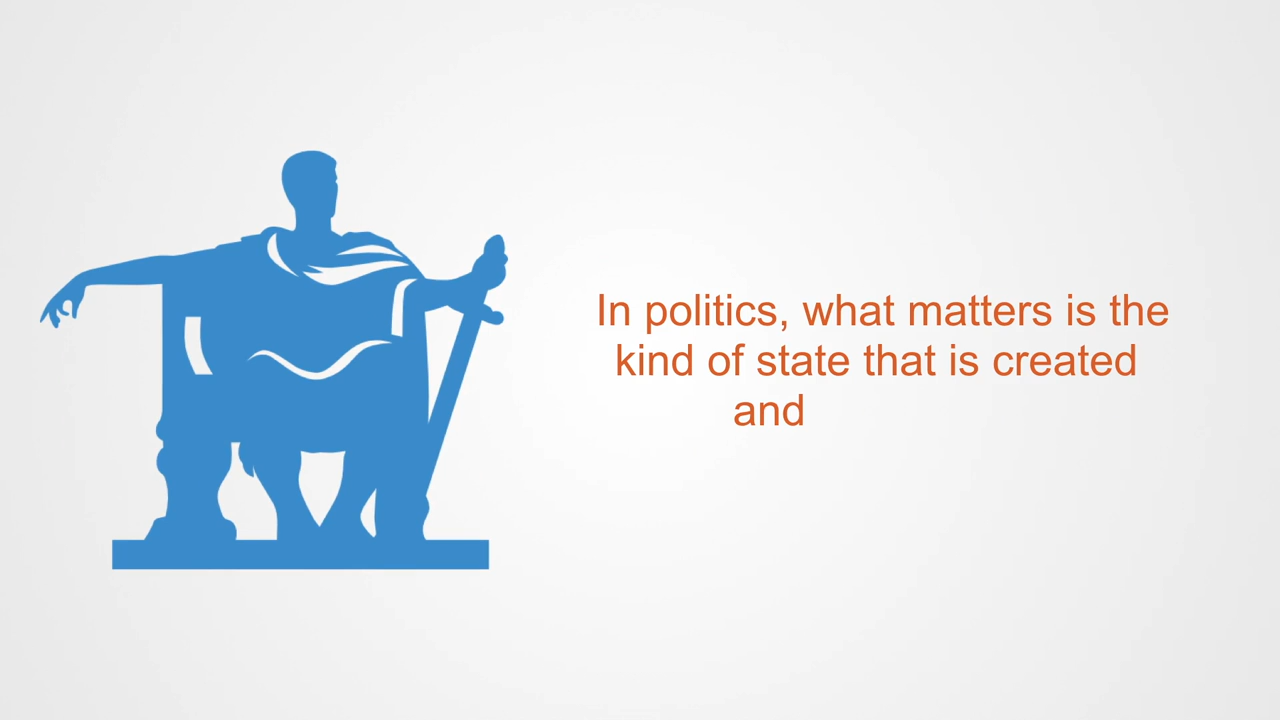 In politics, what matters is the
kind of state that is created
and